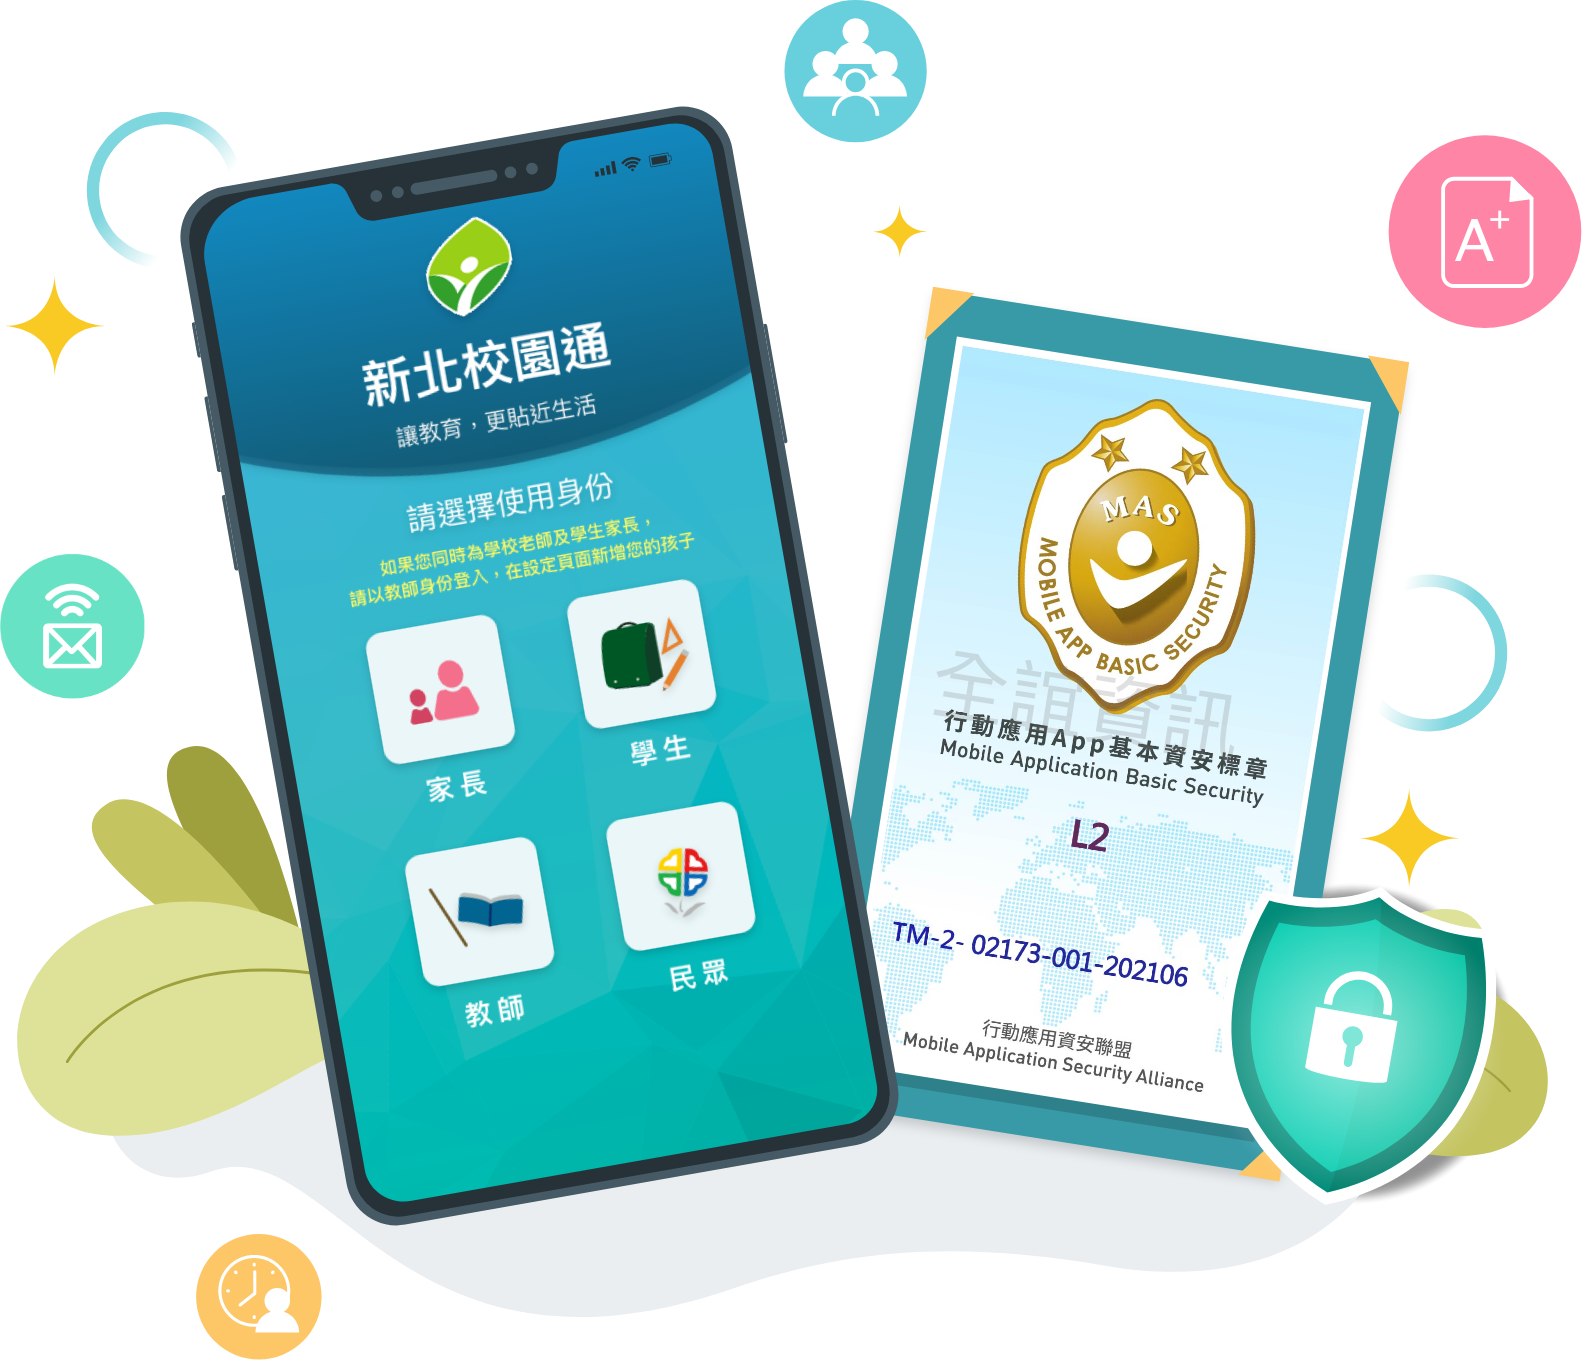 新北校園通
讓教育，更貼近生活
請選擇使用身份
如果您同時為學校老師及學生家長，
請以教師身份登入，在設定頁面新增您的孩子
家長
學生
教師
民眾
A+
MAS
MOBILE APP BASIC SECURITY
全誼資訊
行動應用App基本資安標章
Mobile Application Basic Security
L2
TM-2- 02173-001-202106
行動應用資安聯盟
Mobile Application Security Alliance